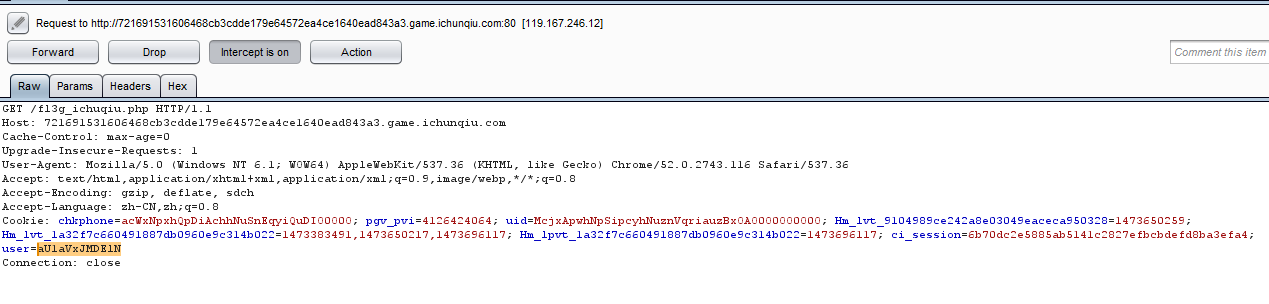 Request to http://721691531606468cb3cdde179e64572ea4ce1640ead843a3.game.ichunqiu.com:80 [119.167.246.12]
Forward Drop Intercept is on Action Comment this item
Raw Params Headers Hex
GET /fl3g_ichuqiu.php HTTP/1.1
Host: 721691531606468cb3cdde179e64572ea4ce1640ead843a3.game.ichunqiu.com
Cache-Control: max-age=0
Upgrade-Insecure-Requests: 1
User-Agent: Mozilla/5.0 (Windows NT 6.1; WOW64) AppleWebKit/537.36 (KHTML, like Gecko) Chrome/52.0.2743.116 Safari/537.36
Accept: text/html,application/xhtml+xml,application/xml;q=0.9,image/webp,*/*;q=0.8
Accept-Encoding: gzip, deflate, sdch
Accept-Language: zh-CN,zh;q=0.8
Cookie: chkphone=acWxNpxhQpDiAchhNuSnEqyiQuDIO0000; pgv_pvi=4126424064; uid=McjxApwhNpSipcyhNuznVqriauzBx0A0000000000; Hm_lvt_9104989ce242a8e03049eaceca950328=1473650259;
Hm_lvt_1a32f7c660491887db0960e9c314b022=1473383491,1473650217,1473696117; Hm_lpvt_1a32f7c660491887db0960e9c314b022=1473696117; ci_session=6b70dc2e5885ab5141c2827efbcbdefd8ba3efa4;
user=aUlaVxJMDElN
Connection: close